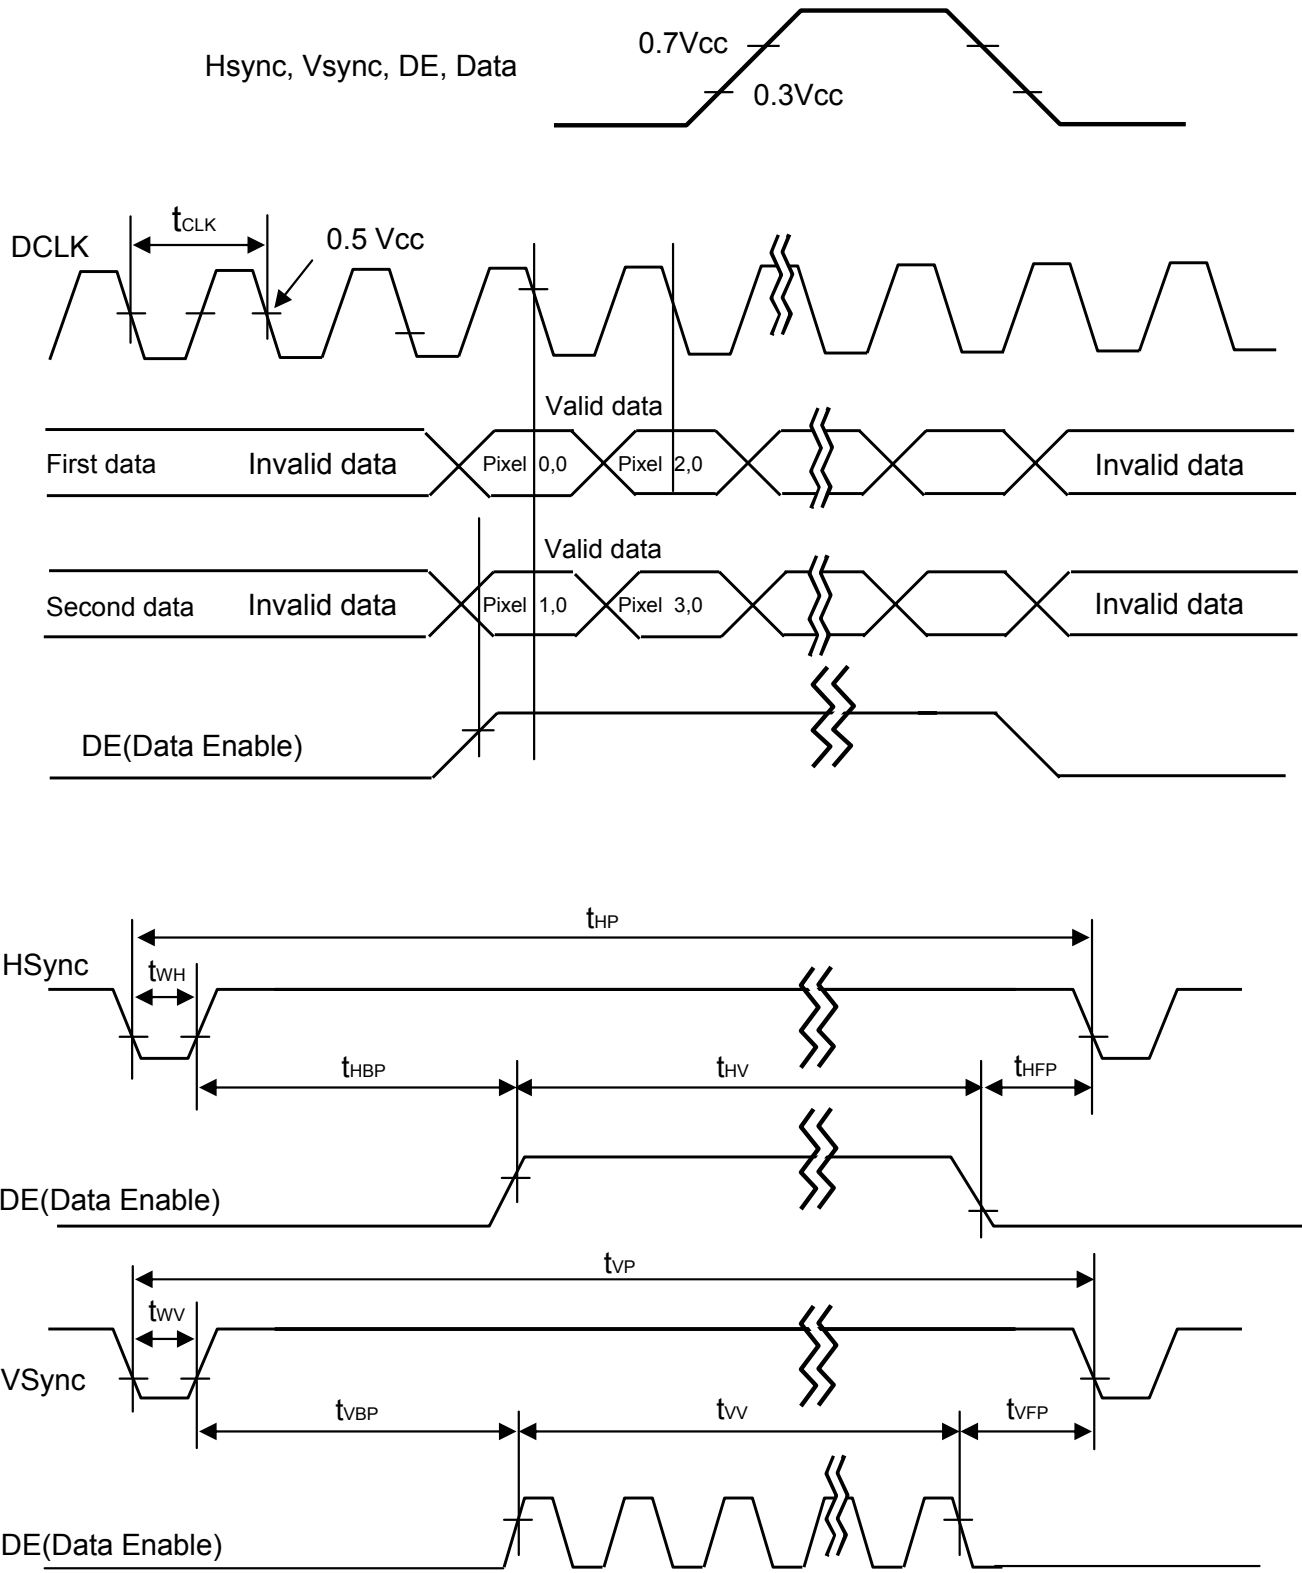 0.7Vcc
Hsync, Vsync, DE, Data
0.3Vcc
tCLK
DCLK
0.5 Vcc
Valid data
First data Invalid data Pixel 0,0 Pixel 2,0 Invalid data
Valid data
Second data Invalid data Pixel 1,0 Pixel 3,0 Invalid data
DE(Data Enable)
tHP
HSync
tWH
tHBP tHV tHFP
DE(Data Enable)
tVP
tWV
VSync
tVBP tVV tVFP
DE(Data Enable)